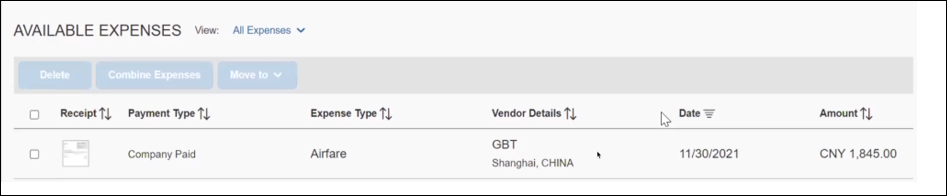 AVAILABLE EXPENSES View: All Expenses
Delete Combine Expenses Move to
Receipt Payment Type Expense Type Vendor Details Date Amount
Company Paid Airfare GBT 11/30/2021 CNY 1,845.00
Shanghai, CHINA